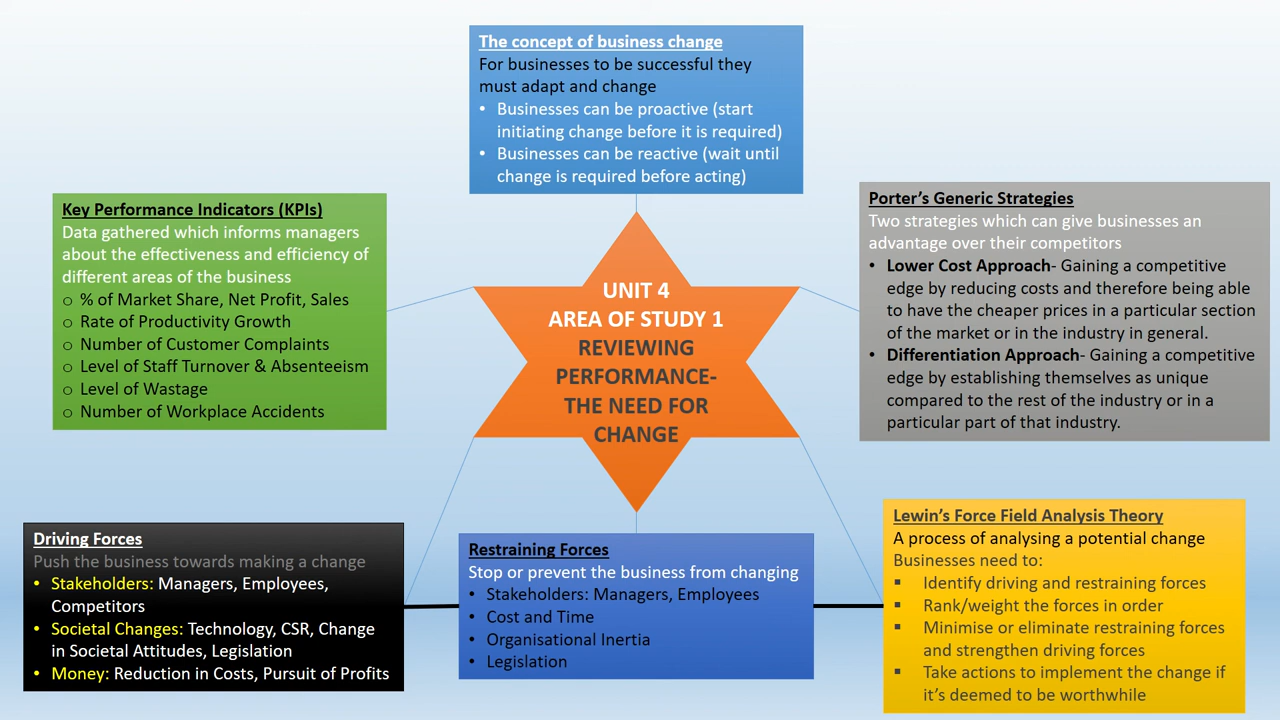 The concept of business change
For businesses to be successful they
must adapt and change
• Businesses can be proactive (start
initiating change before it is required)
• Businesses can be reactive (wait until
change is required before acting)
Key Performance Indicators (KPIs)
Data gathered which informs managers
about the effectiveness and efficiency of
different areas of the business
o % of Market Share, Net Profit, Sales
o Rate of Productivity Growth
o Number of Customer Complaints
o Level of Staff Turnover & Absenteeism
o Level of Wastage
o Number of Workplace Accidents
UNIT 4
AREA OF STUDY 1
REVIEWING
PERFORMANCE-
THE NEED FOR
CHANGE
Porter's Generic Strategies
Two strategies which can give businesses an
advantage over their competitors
• Lower Cost Approach- Gaining a competitive
edge by reducing costs and therefore being able
to have the cheaper prices in a particular section
of the market or in the industry in general.
• Differentiation Approach- Gaining a competitive
edge by establishing themselves as unique
compared to the rest of the industry or in a
particular part of that industry.
Driving Forces
Push the business towards making a change
• Stakeholders: Managers, Employees,
Competitors
• Societal Changes: Technology, CSR, Change
in Societal Attitudes, Legislation
• Money: Reduction in Costs, Pursuit of Profits
Restraining Forces
Stop or prevent the business from changing
• Stakeholders: Managers, Employees
• Cost and Time
• Organisational Inertia
• Legislation
Lewin's Force Field Analysis Theory
A process of analysing a potential change
Businesses need to:
▪ Identify driving and restraining forces
▪ Rank/weight the forces in order
▪ Minimise or eliminate restraining forces
and strengthen driving forces
▪ Take actions to implement the change if
it's deemed to be worthwhile